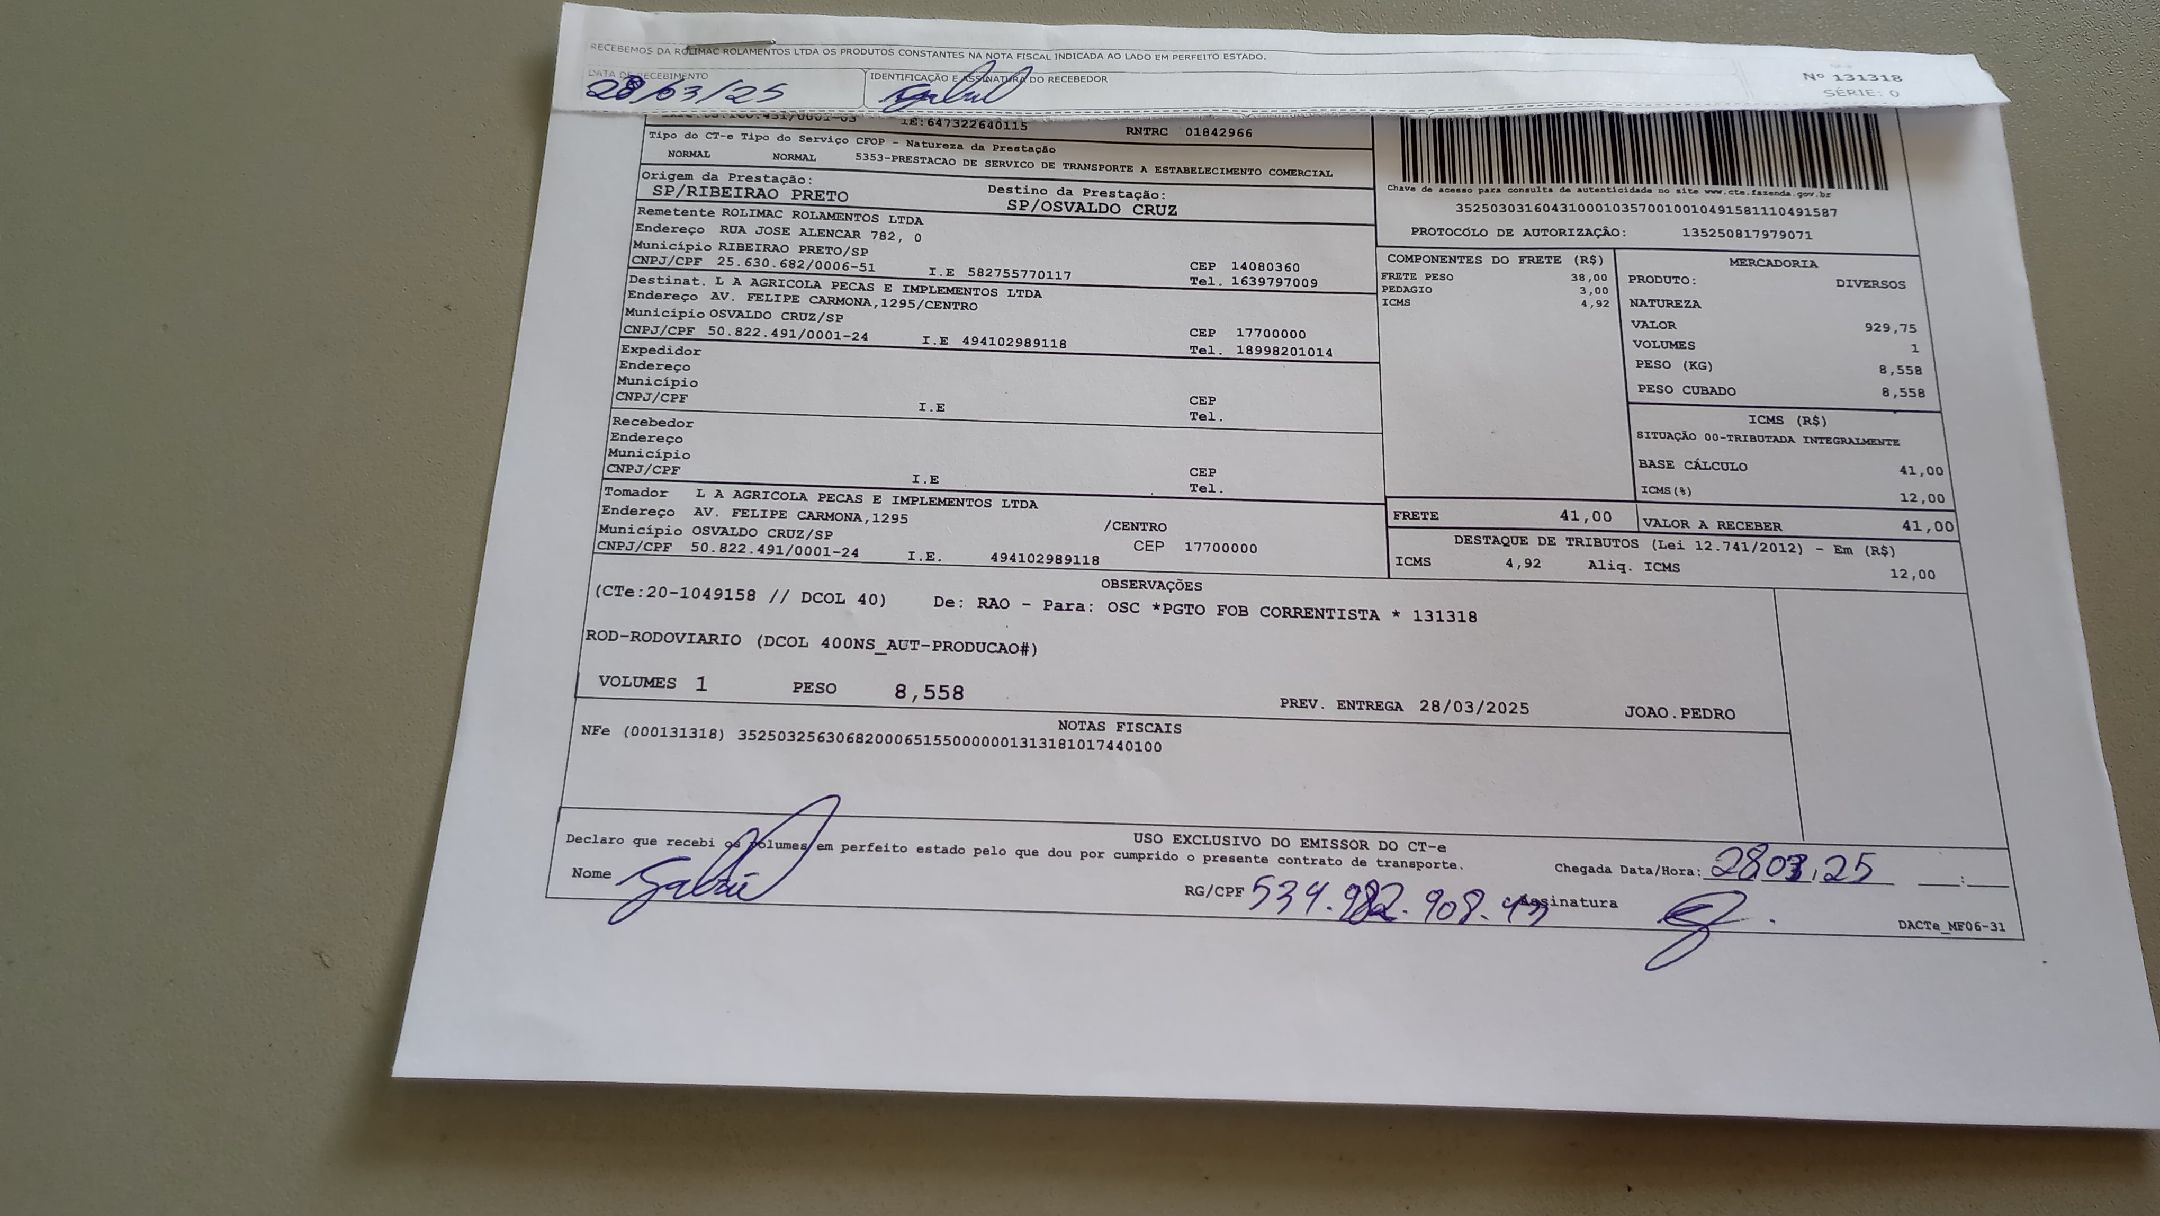 RECEBEMOS DA ROLIMAC ROLAMENTOS LTDA OS PRODUTOS CONSTANTES NA NOTA FISCAL INDICADA AO LADO EM PERFEITO ESTADO.
DATA DE RECEBIMENTO IDENTIFICAÇÃO E ASSINATURA DO RECEBEDOR
28/03/25
Nº 131318
SÉRIE: 0
IE:647322640115 RNTRC 01842966
Tipo do CT-e Tipo do Serviço CFOP - Natureza da Prestação
NORMAL NORMAL 5353-PRESTACAO DE SERVICO DE TRANSPORTE A ESTABELECIMENTO COMERCIAL
Origem da Prestação: Destino da Prestação:
SP/RIBEIRAO PRETO SP/OSVALDO CRUZ
Remetente ROLIMAC ROLAMENTOS LTDA
Endereço RUA JOSE ALENCAR 782, 0
Município RIBEIRAO PRETO/SP CEP 14080360
CNPJ/CPF 25.630.682/0006-51 I.E 582755770117 Tel. 1639797009
Destinat. L A AGRICOLA PECAS E IMPLEMENTOS LTDA
Endereço AV. FELIPE CARMONA,1295/CENTRO
Município OSVALDO CRUZ/SP CEP 17700000
CNPJ/CPF 50.822.491/0001-24 I.E 494102989118 Tel. 18998201014
Expedidor
Endereço
Município
CNPJ/CPF I.E CEP
Tel.
Recebedor
Endereço
Município
CNPJ/CPF I.E CEP
Tel.
Tomador L A AGRICOLA PECAS E IMPLEMENTOS LTDA
Endereço AV. FELIPE CARMONA,1295 /CENTRO
Município OSVALDO CRUZ/SP CEP 17700000
CNPJ/CPF 50.822.491/0001-24 I.E. 494102989118
Chave de acesso para consulta de autenticidade no site www.cte.fazenda.gov.br
35250303160431000103570010010491581110491587
PROTOCOLO DE AUTORIZAÇÃO: 135250817979071
COMPONENTES DO FRETE (R$)
FRETE PESO 38,00
PEDAGIO 3,00
ICMS 4,92
MERCADORIA
PRODUTO: DIVERSOS
NATUREZA
VALOR 929,75
VOLUMES 1
PESO (KG) 8,558
PESO CUBADO 8,558
ICMS (R$)
SITUAÇÃO 00-TRIBUTADA INTEGRALMENTE
BASE CÁLCULO 41,00
ICMS(%) 12,00
FRETE 41,00 VALOR A RECEBER 41,00
DESTAQUE DE TRIBUTOS (Lei 12.741/2012) - Em (R$)
ICMS 4,92 Aliq. ICMS 12,00
OBSERVAÇÕES
(CTe:20-1049158 // DCOL 40) De: RAO - Para: OSC *PGTO FOB CORRENTISTA * 131318
ROD-RODOVIARIO (DCOL 400NS_AUT-PRODUCAO#)
VOLUMES 1 PESO 8,558 PREV. ENTREGA 28/03/2025 JOAO.PEDRO
NOTAS FISCAIS
NFe (000131318) 35250325630682000651550000001313181017440100
USO EXCLUSIVO DO EMISSOR DO CT-e
Declaro que recebi os volumes em perfeito estado pelo que dou por cumprido o presente contrato de transporte.
Chegada Data/Hora: 28.03.25 __:__
Nome RG/CPF 534.982.908. Assinatura
DACTe_MF06-31